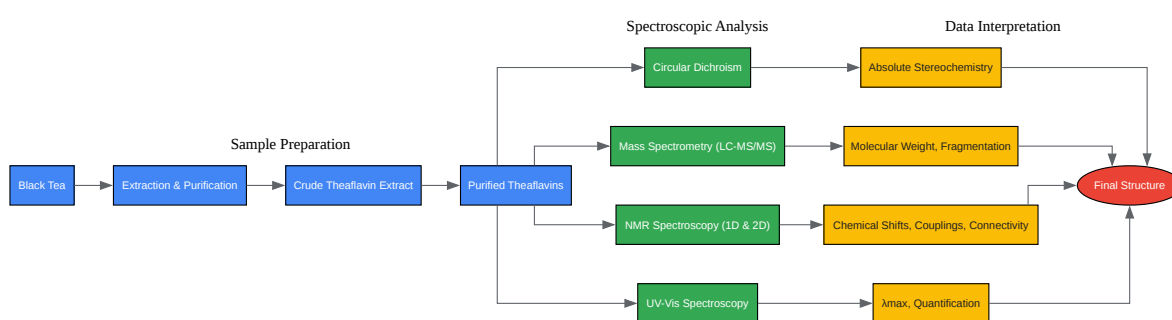 Spectroscopic Analysis
Data Interpretation
Circular Dichroism
Absolute Stereochemistry
Sample Preparation
Mass Spectrometry (LC-MS/MS)
Molecular Weight, Fragmentation
Black Tea
Extraction & Purification
Crude Theaflavin Extract
Purified Theaflavins
Final Structure
NMR Spectroscopy (1D & 2D)
Chemical Shifts, Couplings, Connectivity
UV-Vis Spectroscopy
λmax, Quantification